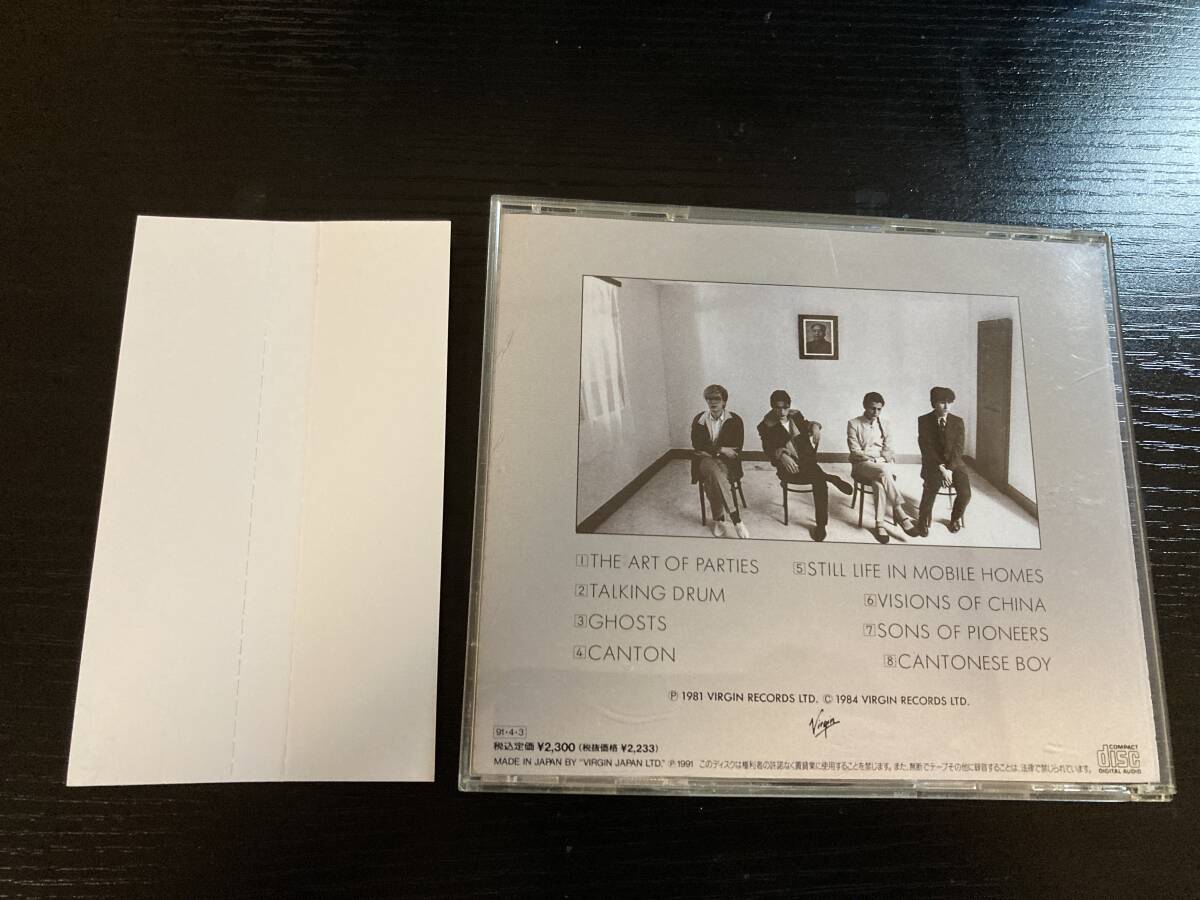 1 THE ART OF PARTIES
2 TALKING DRUM
3 GHOSTS
4 CANTON
5 STILL LIFE IN MOBILE HOMES
6 VISIONS OF CHINA
7 SONS OF PIONEERS
8 CANTONESE BOY
Ⓟ 1981 VIRGIN RECORDS LTD. © 1984 VIRGIN RECORDS LTD.
Virgin
91・4・3
税込定価 ¥2,300 (税抜価格 ¥2,233)
MADE IN JAPAN BY "VIRGIN JAPAN LTD." Ⓟ 1991 このディスクは権利者の許諾なく賃貸業に使用することを禁じます。また、無断でテープその他に録音することは、法律で禁じられています。
COMPACT
disc
DIGITAL AUDIO